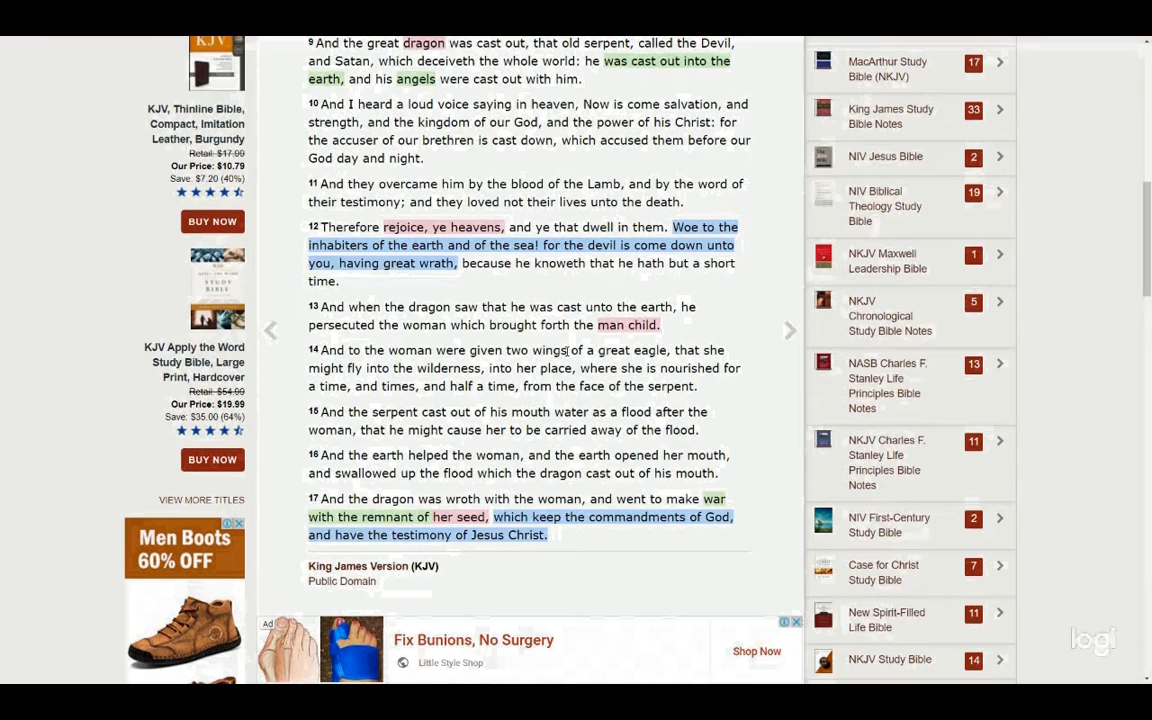 KJV
KJV, Thinline Bible,
Compact, Imitation
Leather, Burgundy
Retail: $17.99
Our Price: $10.79
Save: $7.20 (40%)
BUY NOW
KJV Apply the Word
Study Bible, Large
Print, Hardcover
Retail: $54.99
Our Price: $19.99
Save: $35.00 (64%)
BUY NOW
VIEW MORE TITLES
Men Boots
60% OFF
9 And the great dragon was cast out, that old serpent, called the Devil,
and Satan, which deceiveth the whole world: he was cast out into the
earth, and his angels were cast out with him.
10 And I heard a loud voice saying in heaven, Now is come salvation, and
strength, and the kingdom of our God, and the power of his Christ: for
the accuser of our brethren is cast down, which accused them before our
God day and night.
11 And they overcame him by the blood of the Lamb, and by the word of
their testimony; and they loved not their lives unto the death.
12 Therefore rejoice, ye heavens, and ye that dwell in them. Woe to the
inhabiters of the earth and of the sea! for the devil is come down unto
you, having great wrath, because he knoweth that he hath but a short
time.
13 And when the dragon saw that he was cast unto the earth, he
persecuted the woman which brought forth the man child.
14 And to the woman were given two wings of a great eagle, that she
might fly into the wilderness, into her place, where she is nourished for
a time, and times, and half a time, from the face of the serpent.
15 And the serpent cast out of his mouth water as a flood after the
woman, that he might cause her to be carried away of the flood.
16 And the earth helped the woman, and the earth opened her mouth,
and swallowed up the flood which the dragon cast out of his mouth.
17 And the dragon was wroth with the woman, and went to make war
with the remnant of her seed, which keep the commandments of God,
and have the testimony of Jesus Christ.
King James Version (KJV)
Public Domain
Ad
Fix Bunions, No Surgery
Little Style Shop
Shop Now
MacArthur Study
Bible (NKJV)
17
King James Study
Bible Notes
33
NIV Jesus Bible
2
NIV Biblical
Theology Study
Bible
19
NKJV Maxwell
Leadership Bible
1
NKJV
Chronological
Study Bible Notes
5
NASB Charles F.
Stanley Life
Principles Bible
Notes
13
NKJV Charles F.
Stanley Life
Principles Bible
Notes
11
NIV First-Century
Study Bible
2
Case for Christ
Study Bible
7
New Spirit-Filled
Life Bible
11
NKJV Study Bible
14
logi